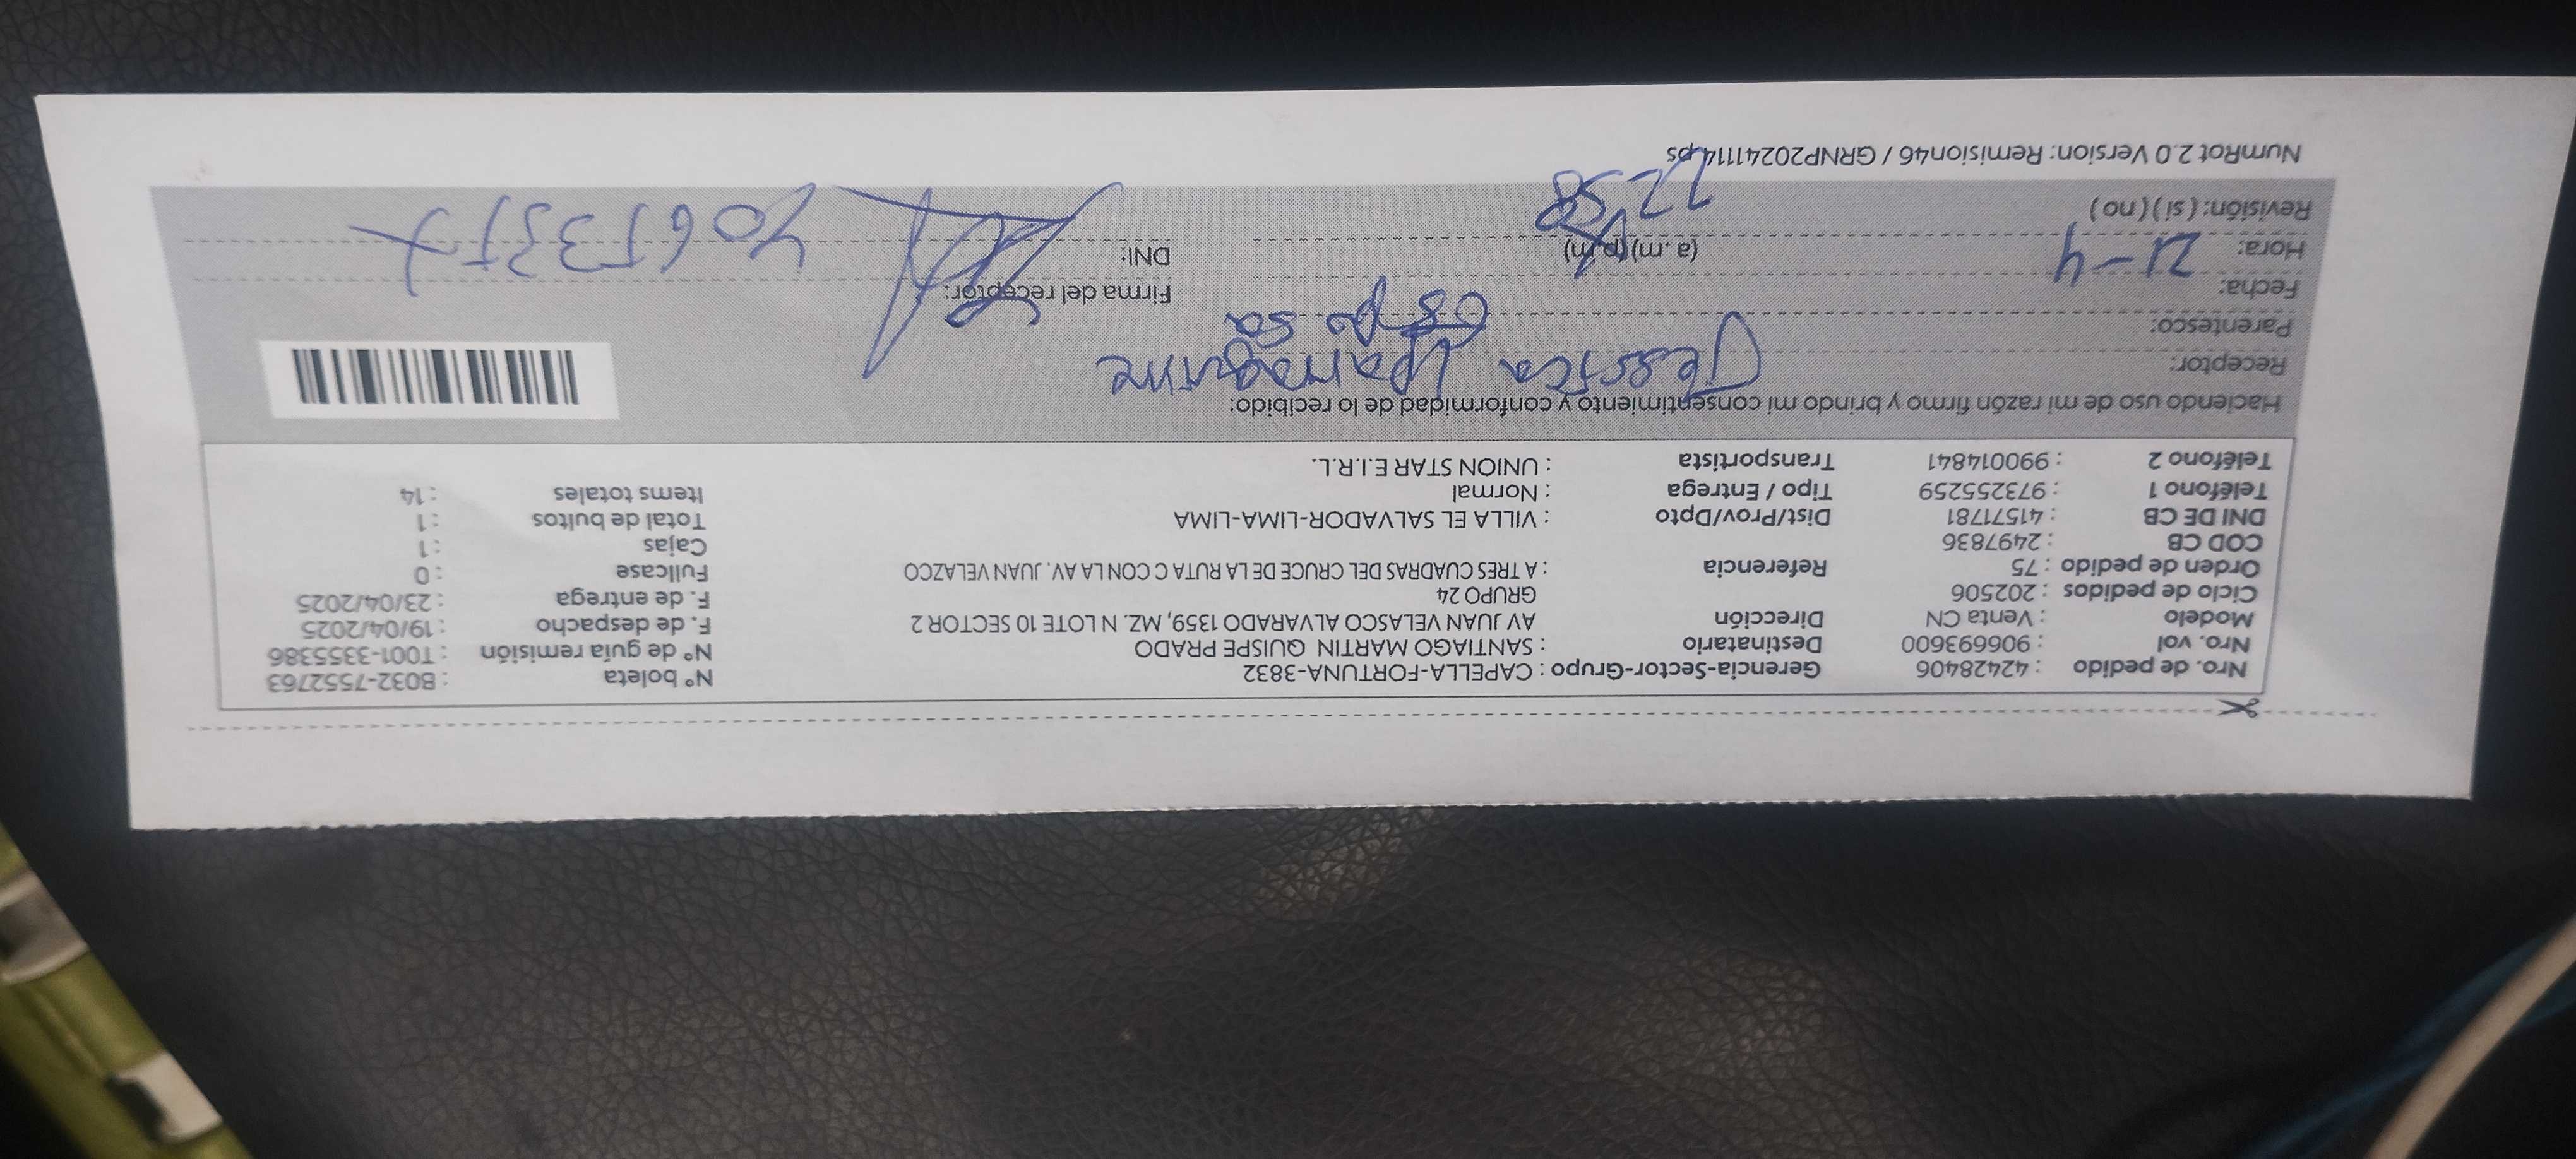 Nro. de pedido : 42428406 Gerencia-Sector-Grupo : CAPELLA-FORTUNA-3832 N° boleta : B032-7552763
Nro. vol : 906693600 Destinatario : SANTIAGO MARTIN QUISPE PRADO N° de guía remisión : T001-3355386
Modelo : Venta CN Dirección AV JUAN VELASCO ALVARADO 1359, MZ. N LOTE 10 SECTOR 2 F. de despacho : 19/04/2025
Ciclo de pedidos : 202506 GRUPO 24 F. de entrega : 23/04/2025
Orden de pedido : 75 Referencia : A TRES CUADRAS DEL CRUCE DE LA RUTA C CON LA AV. JUAN VELAZCO Fullcase : 0
COD CB : 2497836 Cajas : 1
DNI DE CB : 41571781 Dist/Prov/Dpto : VILLA EL SALVADOR-LIMA-LIMA Total de bultos : 1
Teléfono 1 : 973255259 Tipo / Entrega : Normal Items totales : 14
Teléfono 2 : 990014841 Transportista : UNION STAR E.I.R.L.
Haciendo uso de mi razón firmo y brindo mi consentimiento y conformidad de lo recibido:
Receptor: Jessica Yparraguirre
Parentesco: esposa
Fecha: 21-4 Firma del receptor:
Hora: (a. m) (p. m) DNI:
Revisión: ( si ) ( no )
NumRot 2.0 Version: Remision46 / GRNP20241114.ps